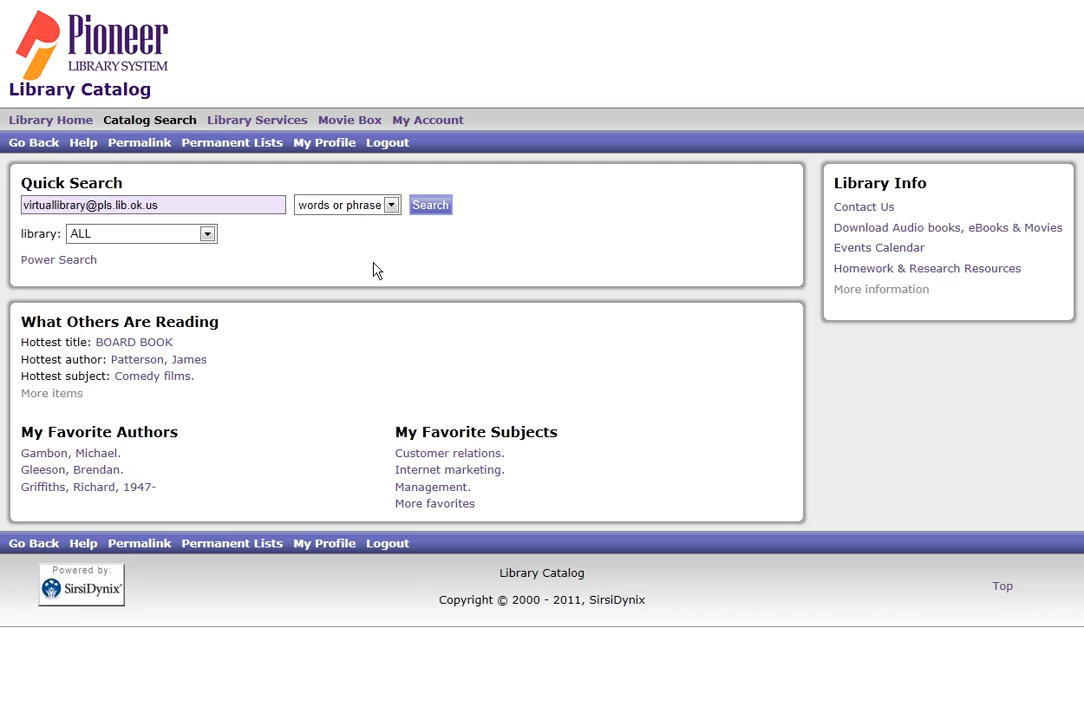 Pioneer
LIBRARY SYSTEM
Library Catalog
Library Home Catalog Search Library Services Movie Box My Account
Go Back Help Permalink Permanent Lists My Profile Logout
Quick Search
virtuallibrary@pls.lib.ok.us words or phrase Search
library: ALL
Power Search
Library Info
Contact Us
Download Audio books, eBooks & Movies
Events Calendar
Homework & Research Resources
More information
What Others Are Reading
Hottest title: BOARD BOOK
Hottest author: Patterson, James
Hottest subject: Comedy films.
More items
My Favorite Authors
Gambon, Michael.
Gleeson, Brendan.
Griffiths, Richard, 1947-
My Favorite Subjects
Customer relations.
Internet marketing.
Management.
More favorites
Go Back Help Permalink Permanent Lists My Profile Logout
Powered by:
SirsiDynix
Library Catalog
Copyright © 2000 - 2011, SirsiDynix
Top